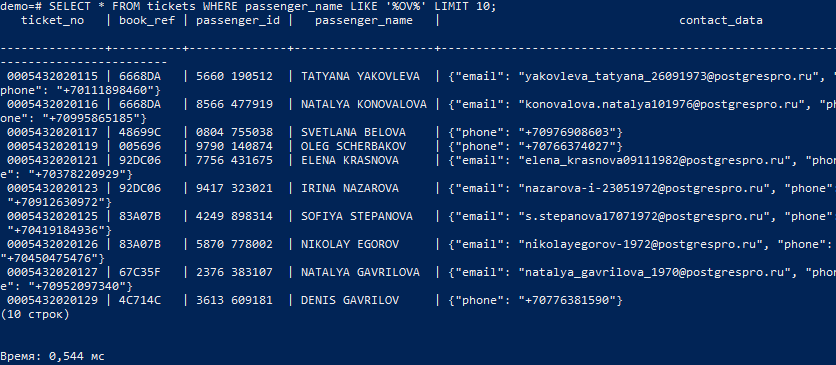 demo=# SELECT * FROM tickets WHERE passenger_name LIKE '%OV%' LIMIT 10;
ticket_no | book_ref | passenger_id | passenger_name | contact_data
---------------+----------+--------------+--------------------+---------------------------------------------------------
-------------------------
0005432020115 | 6668DA | 5660 190512 | TATYANA YAKOVLEVA | {"email": "yakovleva_tatyana_26091973@postgrespro.ru", "
phone": "+70111898460"}
0005432020116 | 6668DA | 8566 477919 | NATALYA KONOVALOVA | {"email": "konovalova.natalya101976@postgrespro.ru", "ph
one": "+70995865185"}
0005432020117 | 48699C | 0804 755038 | SVETLANA BELOVA | {"phone": "+70976908603"}
0005432020119 | 005696 | 9790 140874 | OLEG SCHERBAKOV | {"phone": "+70766374027"}
0005432020121 | 92DC06 | 7756 431675 | ELENA KRASNOVA | {"email": "elena_krasnova09111982@postgrespro.ru", "phon
e": "+70378220929"}
0005432020123 | 92DC06 | 9417 323021 | IRINA NAZAROVA | {"email": "nazarova-i-23051972@postgrespro.ru", "phone":
"+70912630972"}
0005432020125 | 83A07B | 4249 898314 | SOFIYA STEPANOVA | {"email": "s.stepanova17071972@postgrespro.ru", "phone":
"+70419184936"}
0005432020126 | 83A07B | 5870 778002 | NIKOLAY EGOROV | {"email": "nikolayegorov-1972@postgrespro.ru", "phone":
"+70450475476"}
0005432020127 | 67C35F | 2376 383107 | NATALYA GAVRILOVA | {"email": "natalya_gavrilova_1970@postgrespro.ru", "phon
e": "+70952097340"}
0005432020129 | 4C714C | 3613 609181 | DENIS GAVRILOV | {"phone": "+70776381590"}
(10 строк)
Время: 0,544 мс